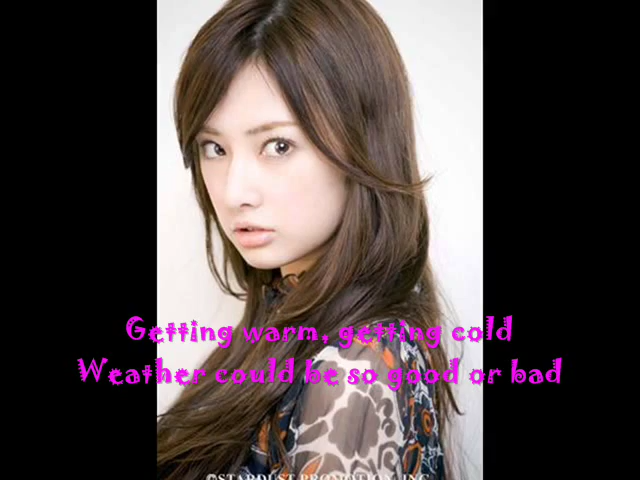 Getting warm, getting cold
Weather could be so good or bad
©STARDUST PROMOTION, INC